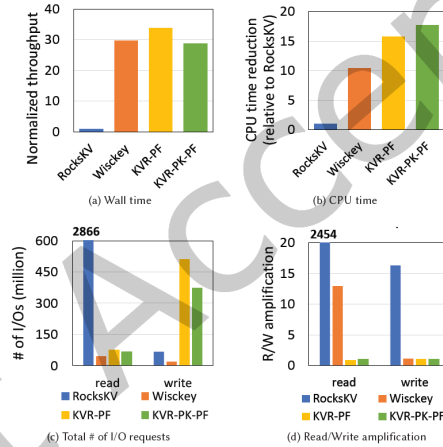 Normalized throughput
40
30
20
10
0
RocksKV
Wisckey
KVR-PF
KVR-PK-PF
(a) Wall time
CPU time reduction
(relative to RocksKV)
20
15
10
5
0
RocksKV
Wisckey
KVR-PF
KVR-PK-PF
(b) CPU time
# of I/Os (million)
2866
600
450
300
150
0
read
write
RocksKV
Wisckey
KVR-PF
KVR-PK-PF
(c) Total # of I/O requests
R/W amplification
2454
20
15
10
5
0
read
write
RocksKV
Wisckey
KVR-PF
KVR-PK-PF
(d) Read/Write amplification